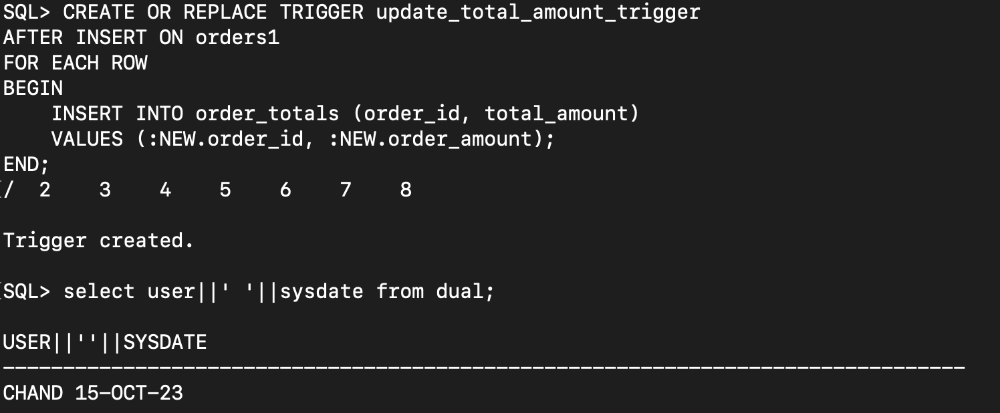 SQL> CREATE OR REPLACE TRIGGER update_total_amount_trigger
AFTER INSERT ON orders1
FOR EACH ROW
BEGIN
    INSERT INTO order_totals (order_id, total_amount)
    VALUES (:NEW.order_id, :NEW.order_amount);
END;
/  2    3    4    5    6    7    8
Trigger created.
SQL> select user||' '||sysdate from dual;
USER||''||SYSDATE
--------------------------------------------------------------------------------
CHAND 15-OCT-23